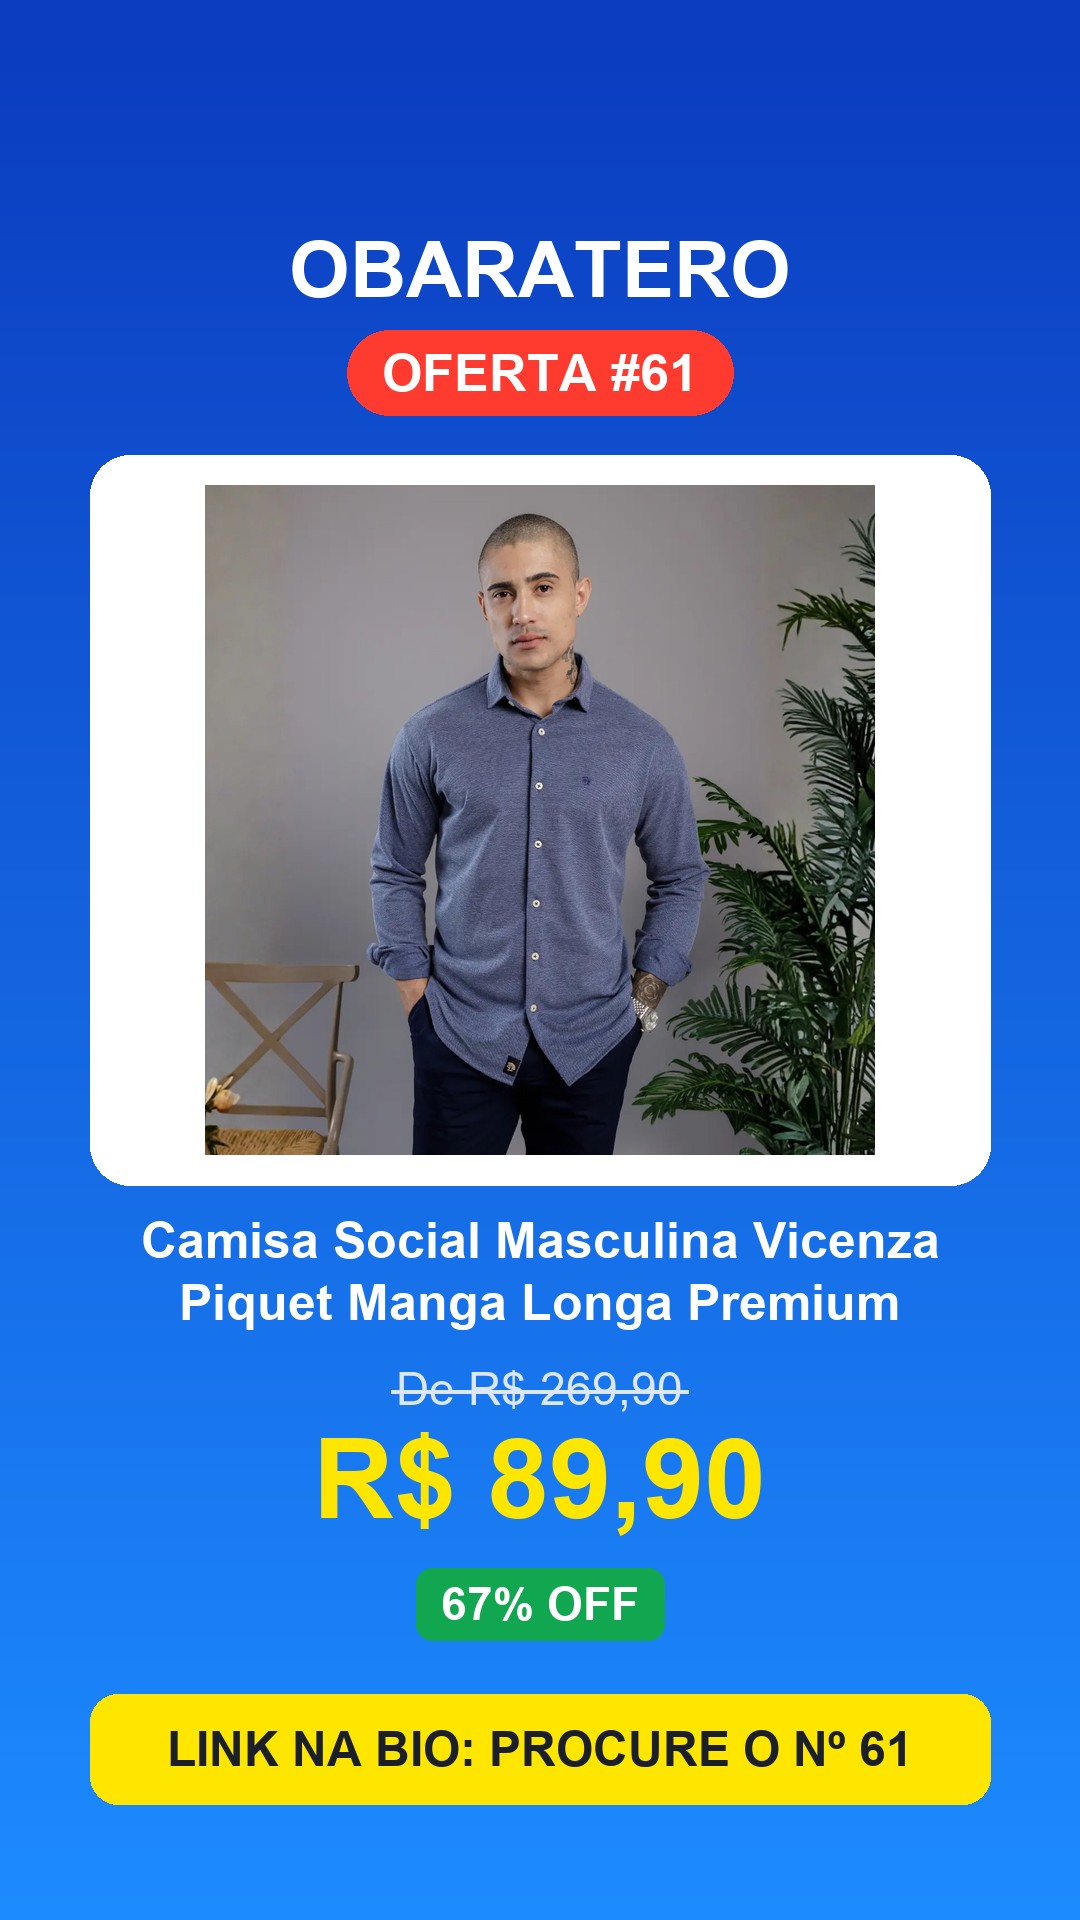 OBARATERO
OFERTA #61
Camisa Social Masculina Vicenza
Piquet Manga Longa Premium
De R$ 269,90
R$ 89,90
67% OFF
LINK NA BIO: PROCURE O Nº 61